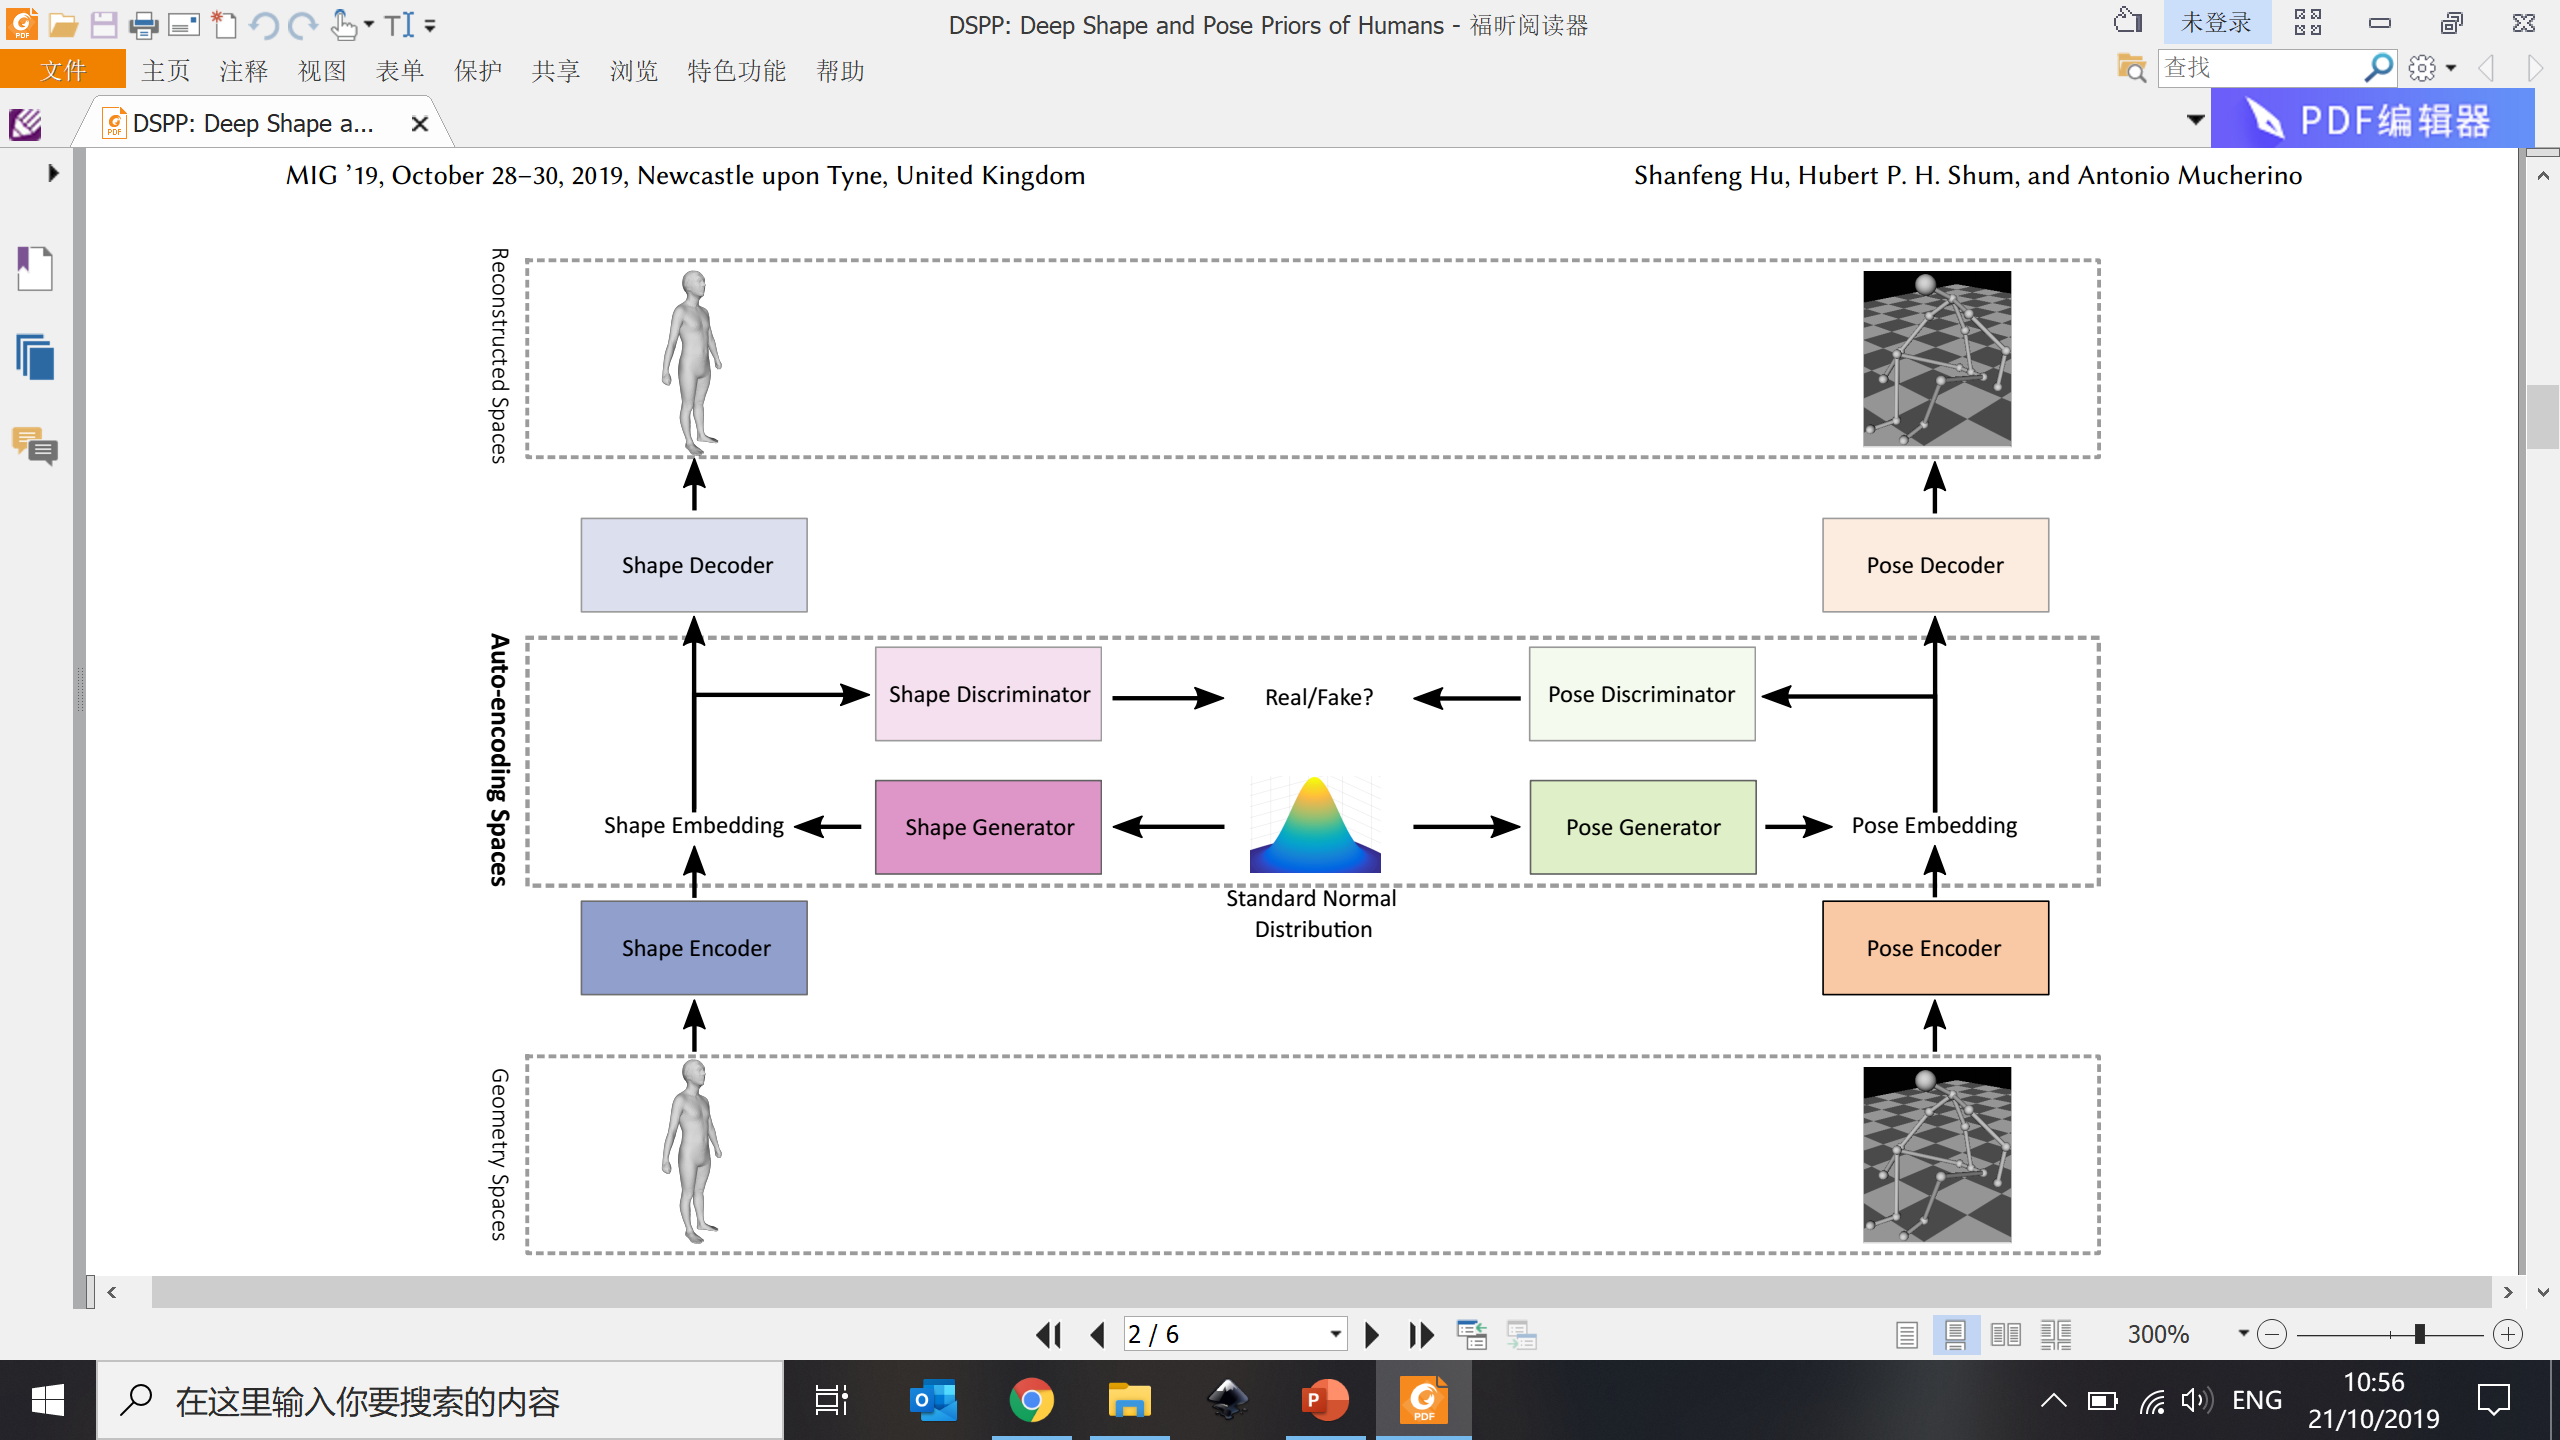 DSPP: Deep Shape and Pose Priors of Humans - 福昕阅读器
未登录
文件 主页 注释 视图 表单 保护 共享 浏览 特色功能 帮助
查找
DSPP: Deep Shape a...
PDF编辑器
MIG ’19, October 28–30, 2019, Newcastle upon Tyne, United Kingdom
Shanfeng Hu, Hubert P. H. Shum, and Antonio Mucherino
Reconstructed Spaces
Shape Decoder
Pose Decoder
Auto-encoding Spaces
Shape Discriminator
Real/Fake?
Pose Discriminator
Shape Embedding
Shape Generator
Pose Generator
Pose Embedding
Standard Normal
Distribution
Shape Encoder
Pose Encoder
Geometry Spaces
2 / 6
300%
在这里输入你要搜索的内容
ENG
10:56
21/10/2019